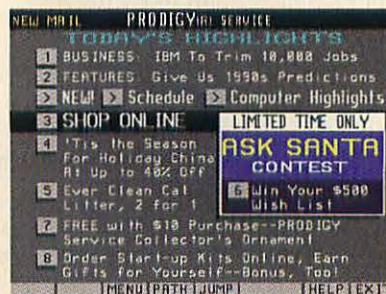 NEW MAIL PRODIGY(R) SERVICE
TODAY'S HIGHLIGHTS
1 BUSINESS: IBM To Trim 10,000 Jobs
2 FEATURES: Give Us 1990s Predictions
> NEW! > Schedule > Computer Highlights
3 SHOP ONLINE
4 'Tis the Season
For Holiday China
At Up to 40% Off
5 Ever Clean Cat
Litter, 2 for 1
LIMITED TIME ONLY
ASK SANTA
CONTEST
6 Win Your $500
Wish List
7 FREE with $10 Purchase--PRODIGY
Service Collector's Ornament
8 Order Start-up Kits Online, Earn
Gifts for Yourself--Bonus, Too!
MENU PATH JUMP HELP EX